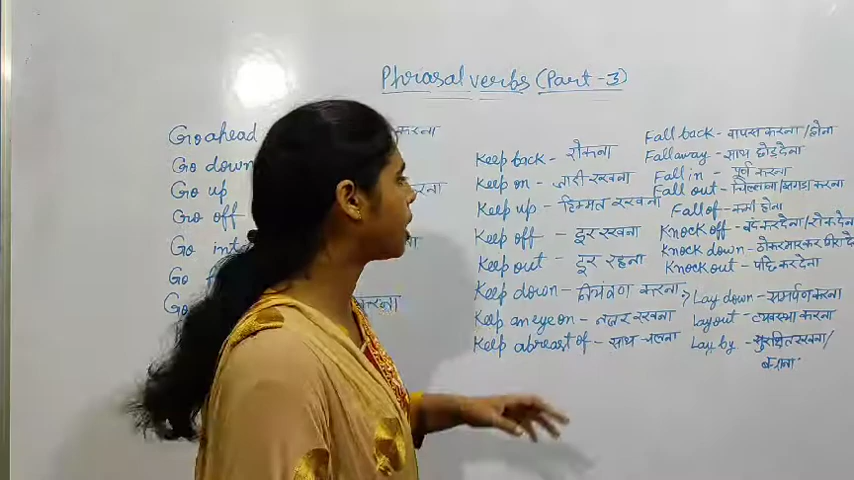 Phrasal verbs (Part-3)
Go ahead
करना
Go down
Go up
Go off
Go
Go
Go
करना
Keep back - रोकना
Keep on - जारी रखना
Keep up - हिम्मत रखना
Keep off - दूर रखना
Keep out - दूर रहना
Keep down - नियंत्रण करना
Keep an eye on - नजर रखना
Keep abreast of - साथ चलना
Fall back - वापस करना/होना
Fall away - साथ छोड़ देना
Fall in - पूर्ण करना
Fall out - चिल्लाना/झगडा करना
Fall of - कमी होना
Knock off - बंद कर देना/रोक देना
Knock down - ठोकर मारकर गिरा देना
Knock out -
Lay down - समर्पण करना
Lay out - व्यवस्था करना
Lay by - सुरक्षित रखना/
बचाना